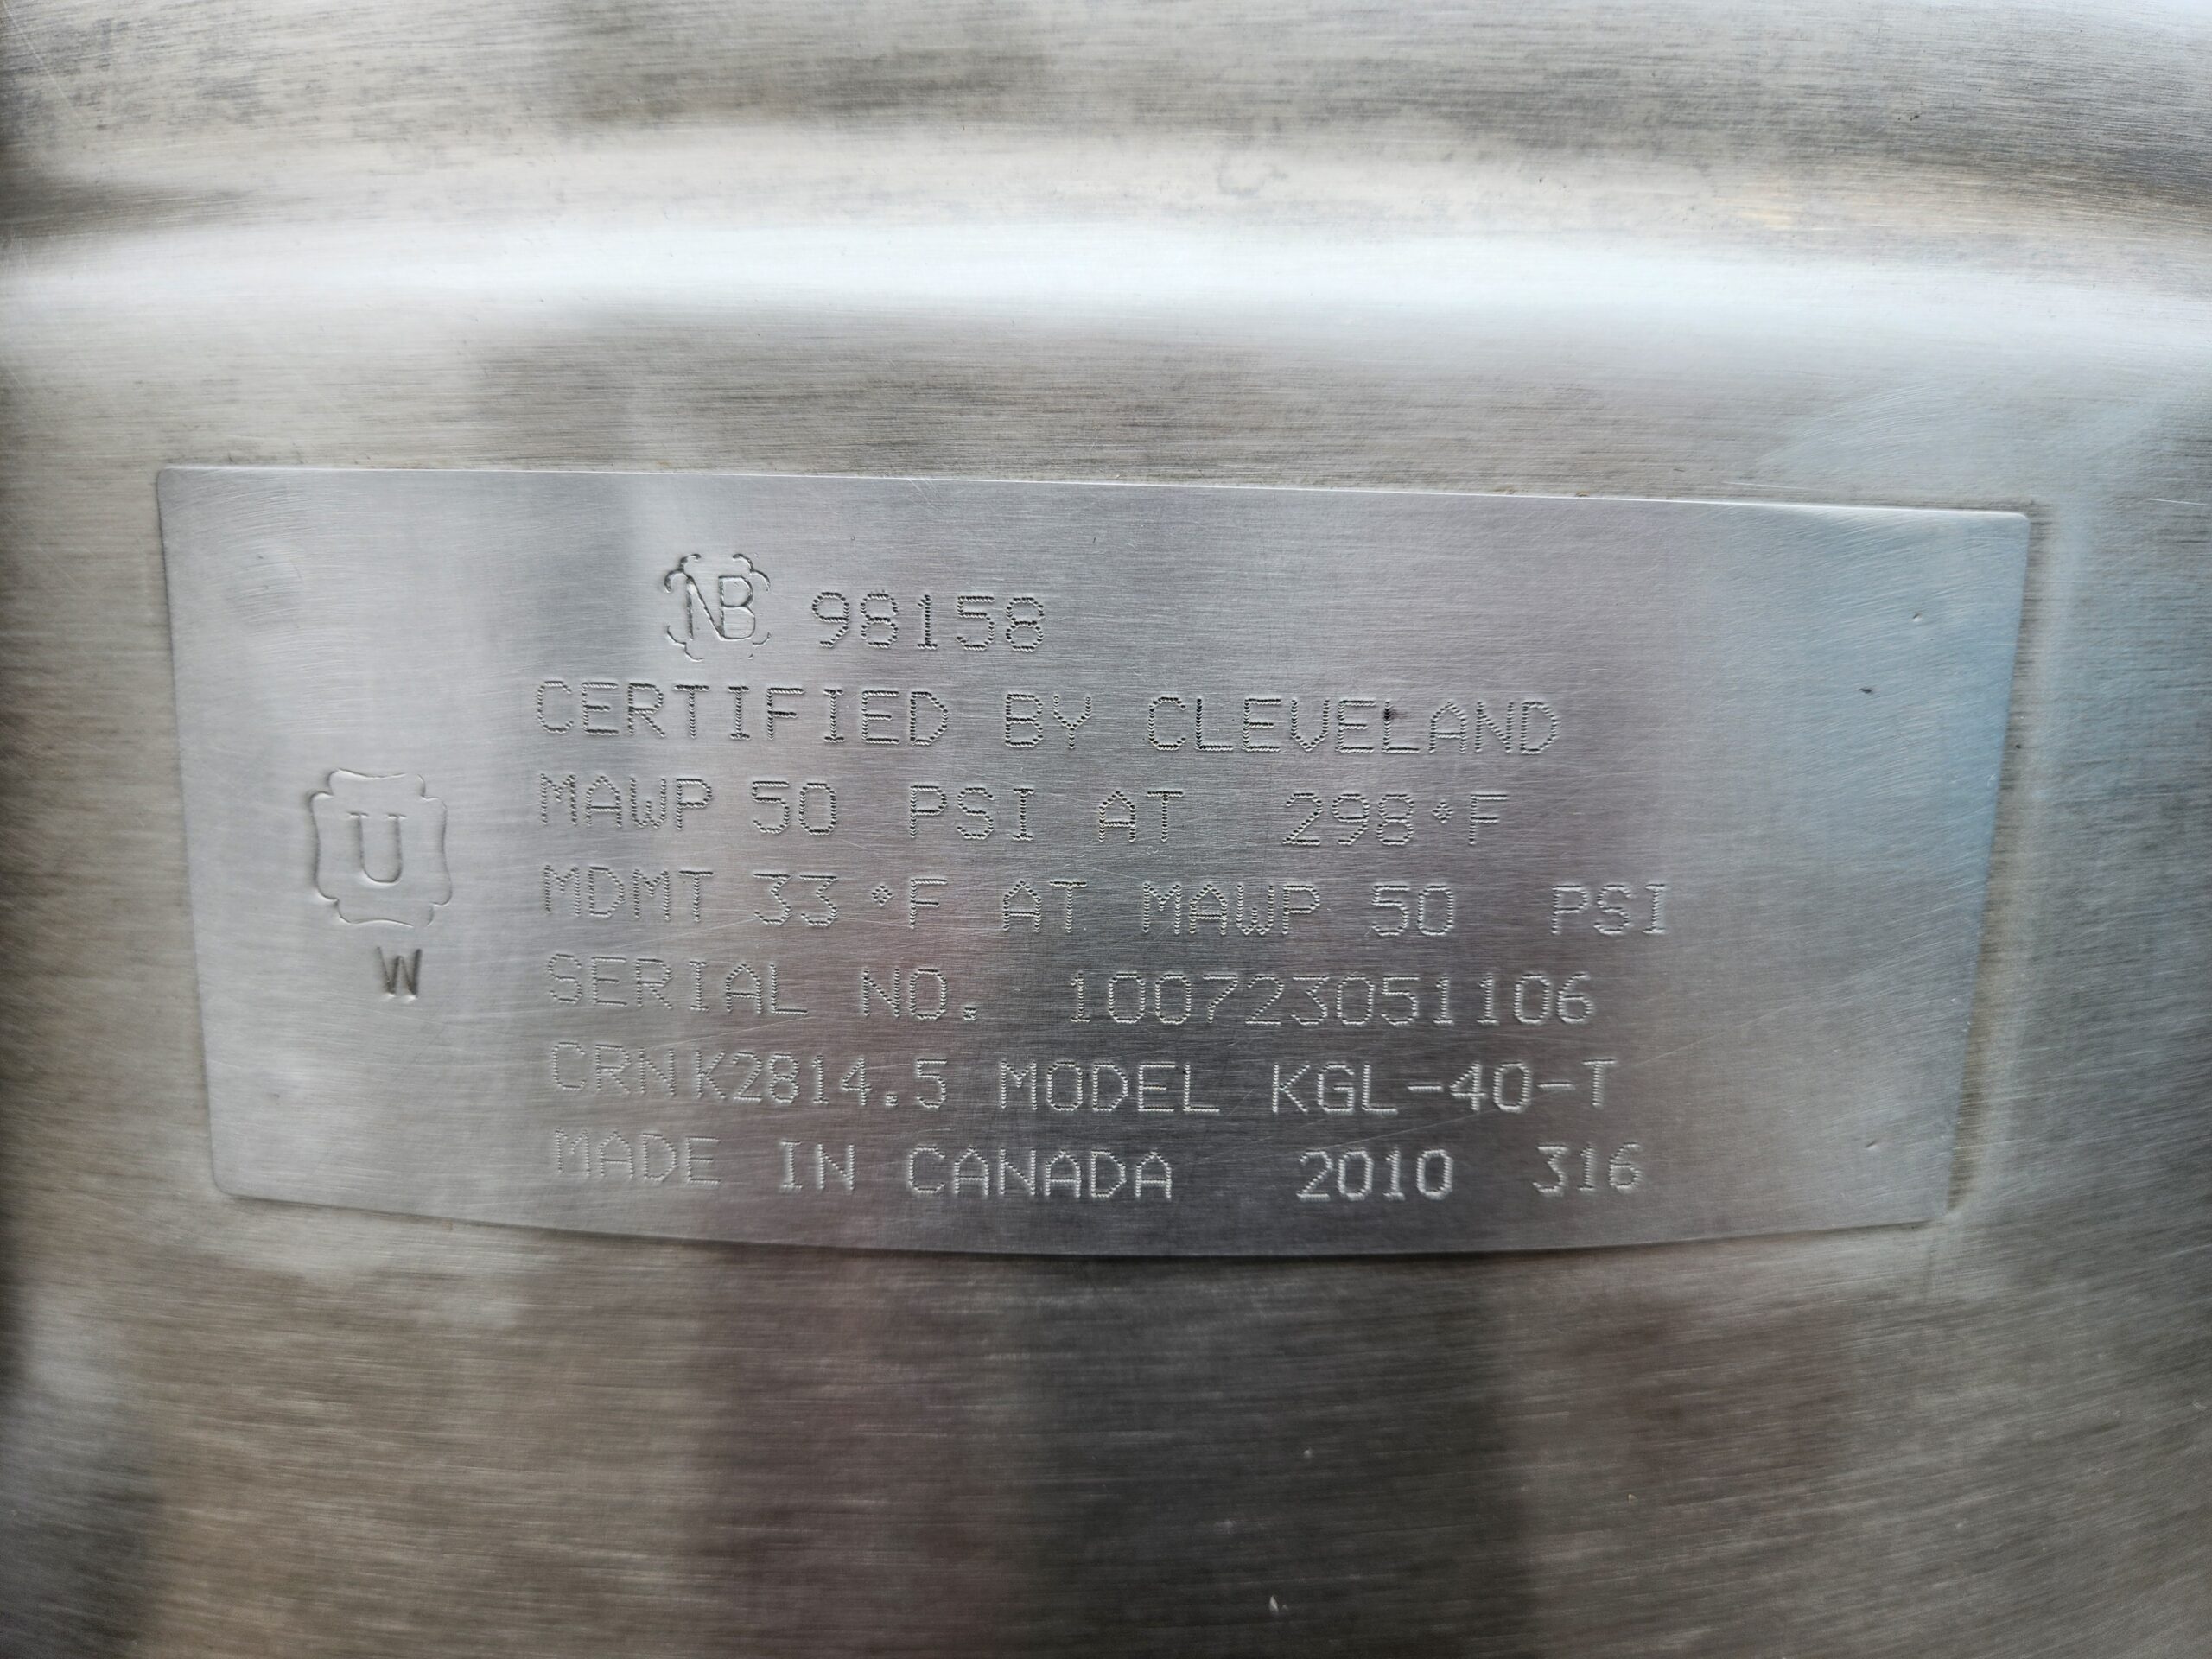 NB 98158
CERTIFIED BY CLEVELAND
MAWP 50 PSI AT 298°F
MDMT 33°F AT MAWP 50 PSI
U
W
SERIAL NO. 100723051106
CRNK2814.5 MODEL KGL-40-T
MADE IN CANADA 2010 316